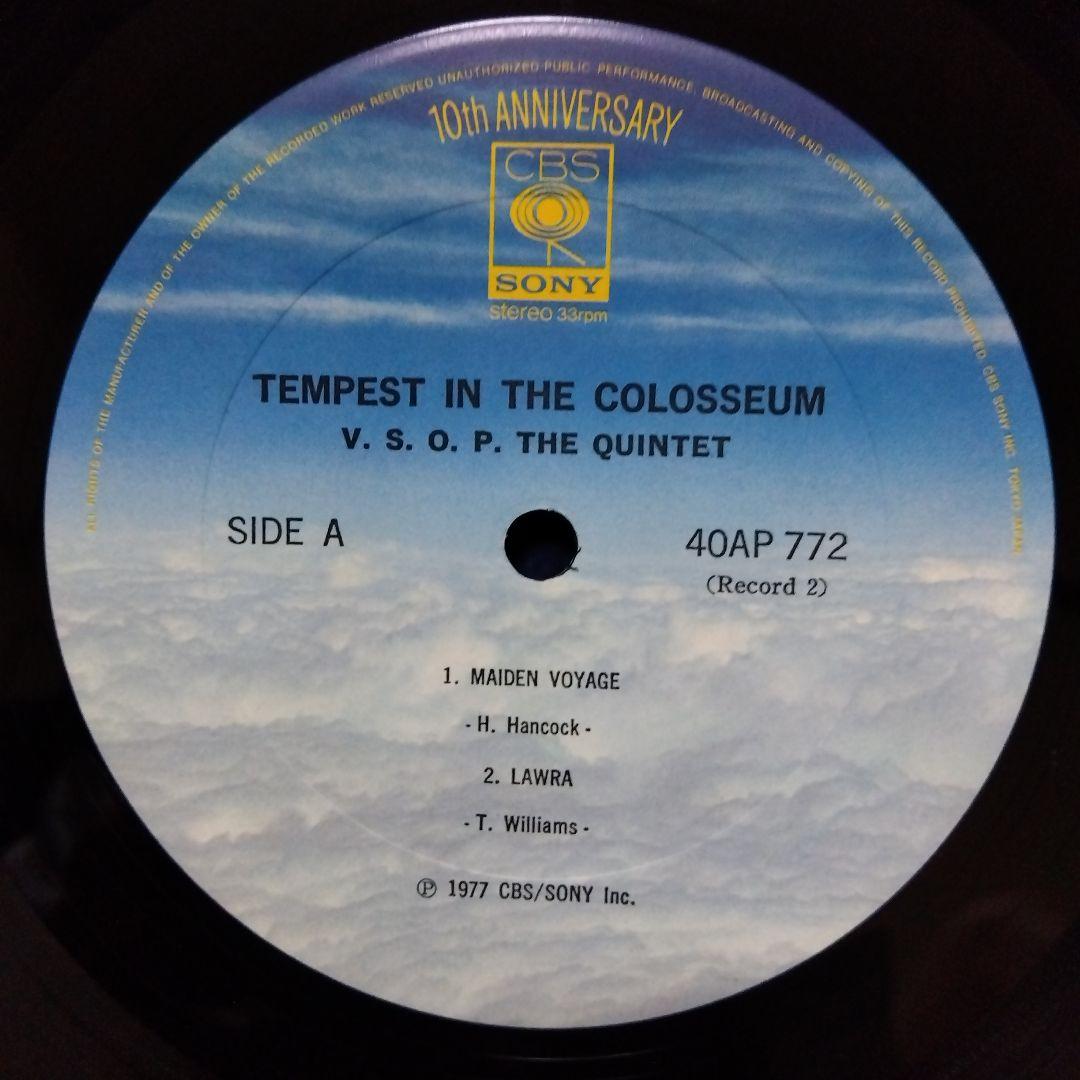 ALL RIGHTS OF THE MANUFACTURER AND OF THE OWNER OF THE RECORDED WORK RESERVED UNAUTHORIZED PUBLIC PERFORMANCE, BROADCASTING AND COPYING OF THIS RECORD PROHIBITED CBS SONY INC. TOKYO JAPAN
10th ANNIVERSARY
CBS
SONY
stereo 33rpm
TEMPEST IN THE COLOSSEUM
V. S. O. P. THE QUINTET
SIDE A
40AP 772
(Record 2)
1. MAIDEN VOYAGE
- H. Hancock -
2. LAWRA
- T. Williams -
Ⓟ 1977 CBS/SONY Inc.